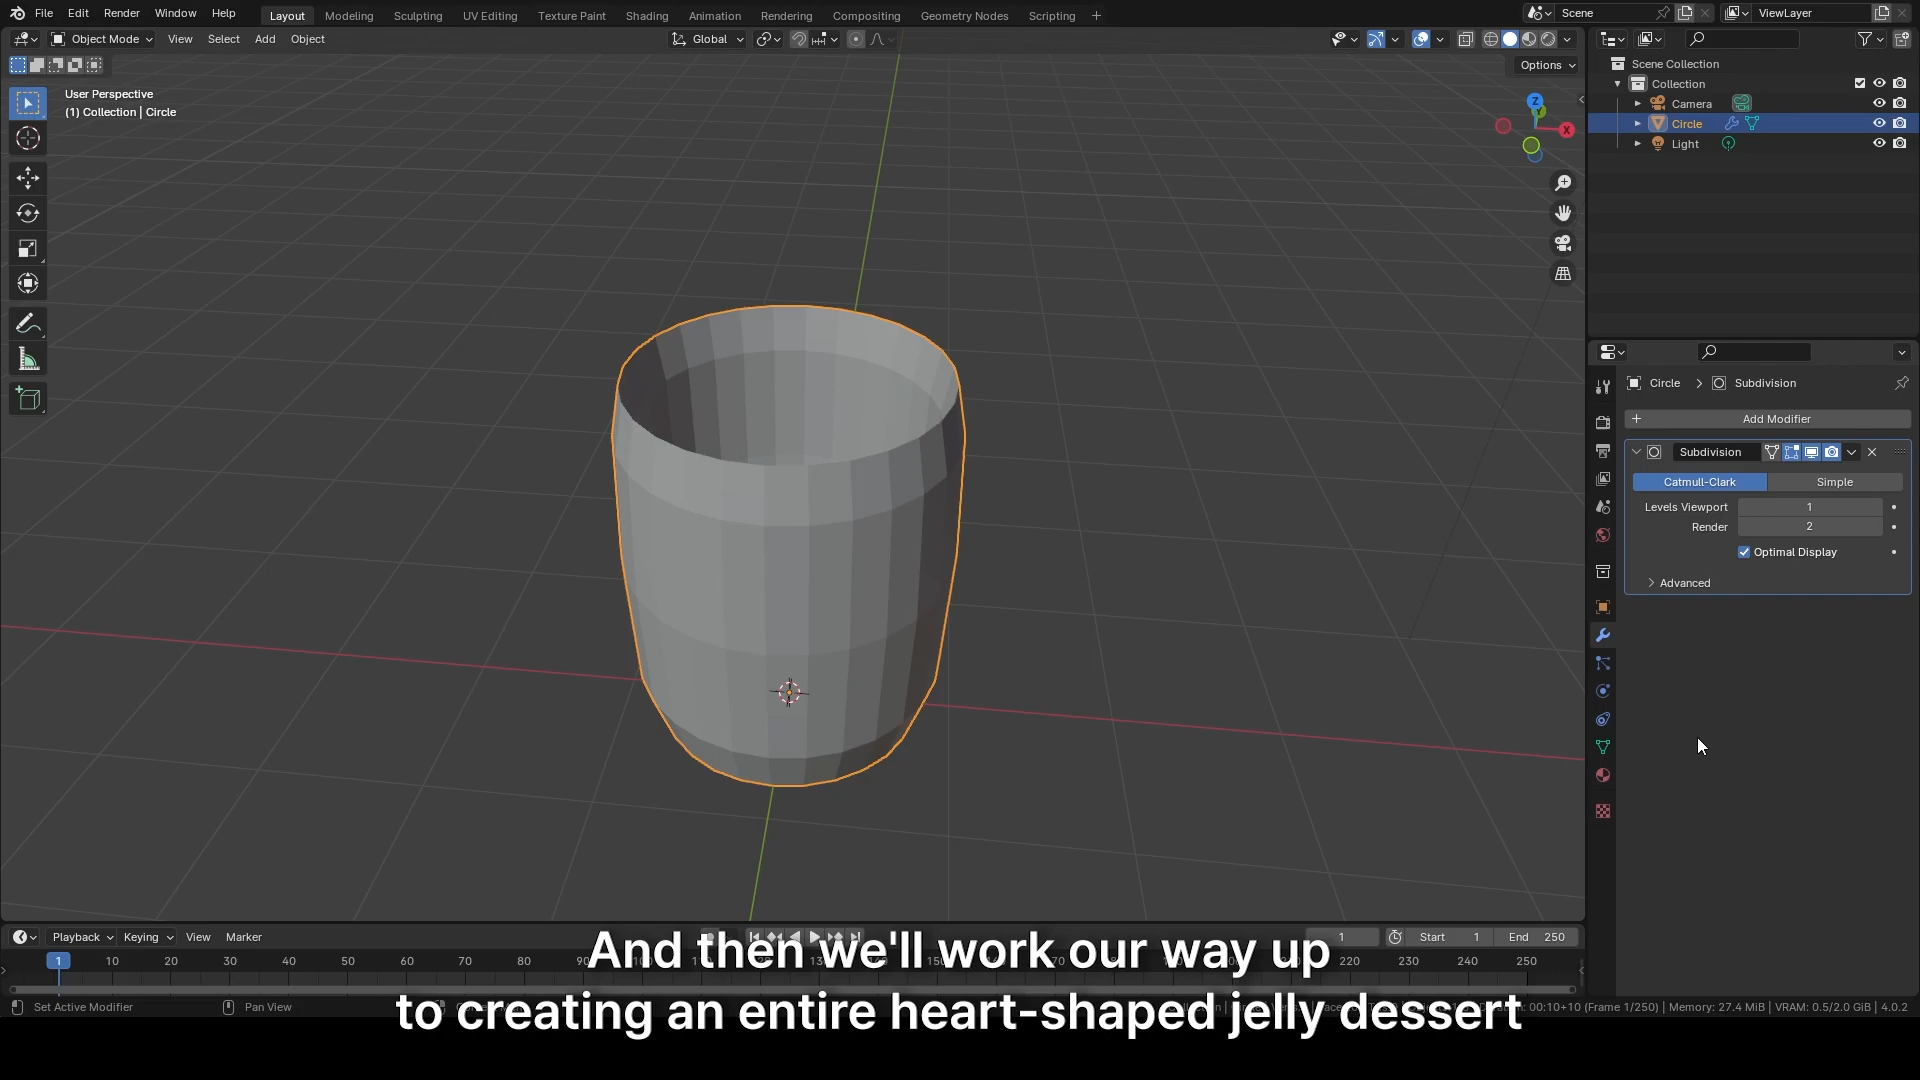 File Edit Render Window Help Layout Modeling Sculpting UV Editing Texture Paint Shading Animation Rendering Compositing Geometry Nodes Scripting + Scene ViewLayer
Object Mode View Select Add Object Global
Options
User Perspective
(1) Collection | Circle
Z
X
Scene Collection
Collection
Camera
Circle
Light
Circle > Subdivision
+ Add Modifier
Subdivision
Catmull-Clark Simple
Levels Viewport 1
Render 2
Optimal Display
Advanced
Playback Keying View Marker 1 Start 1 End 250
1 10 20 30 40 50 60 70 80 220 230 240 250
And then we'll work our way up
Set Active Modifier Pan View (Frame 1/250) | Memory: 27.4 MiB | VRAM: 0.5/2.0 GiB | 4.0.2
to creating an entire heart-shaped jelly dessert